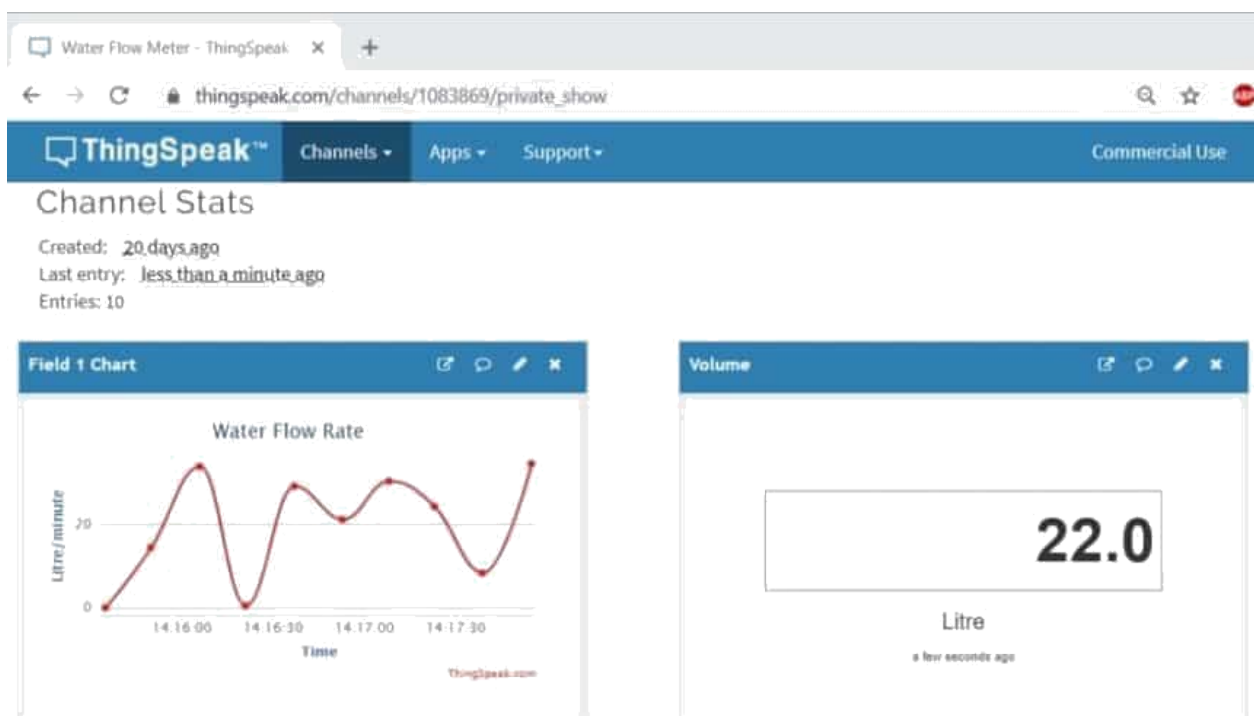 Water Flow Meter - ThingSpeak
thingspeak.com/channels/1083869/private_show
ThingSpeak™ Channels Apps Support Commercial Use
Channel Stats
Created: 20 days ago
Last entry: less than a minute ago
Entries: 10
Field 1 Chart
Water Flow Rate
Litre/minute
20
0
14:16:00 14:16:30 14:17:00 14:17:30
Time
ThingSpeak.com
Volume
22.0
Litre
a few seconds ago